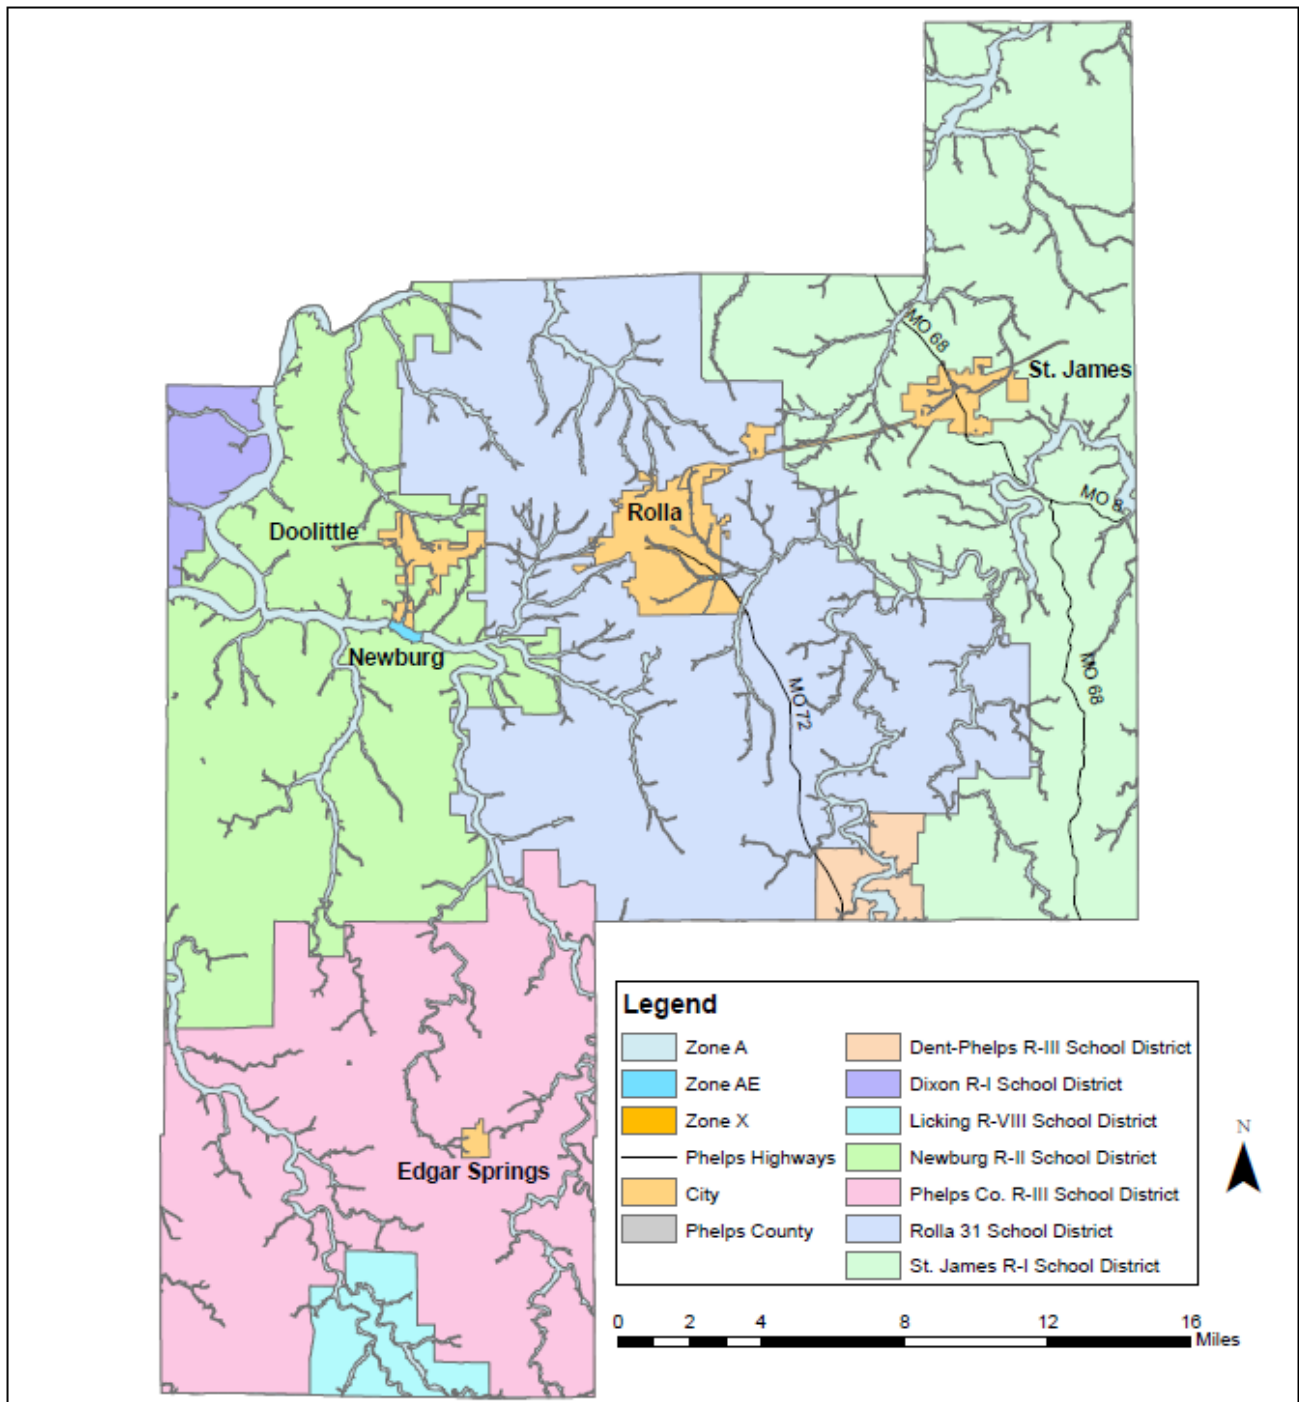 MO 68
St. James
MO 8
Rolla
Doolittle
Newburg
MO 68
MO 72
Edgar Springs
Legend
Zone A
Zone AE
Zone X
Phelps Highways
City
Phelps County
Dent-Phelps R-III School District
Dixon R-I School District
Licking R-VIII School District
Newburg R-II School District
Phelps Co. R-III School District
Rolla 31 School District
St. James R-I School District
N
0 2 4 8 12 16
Miles